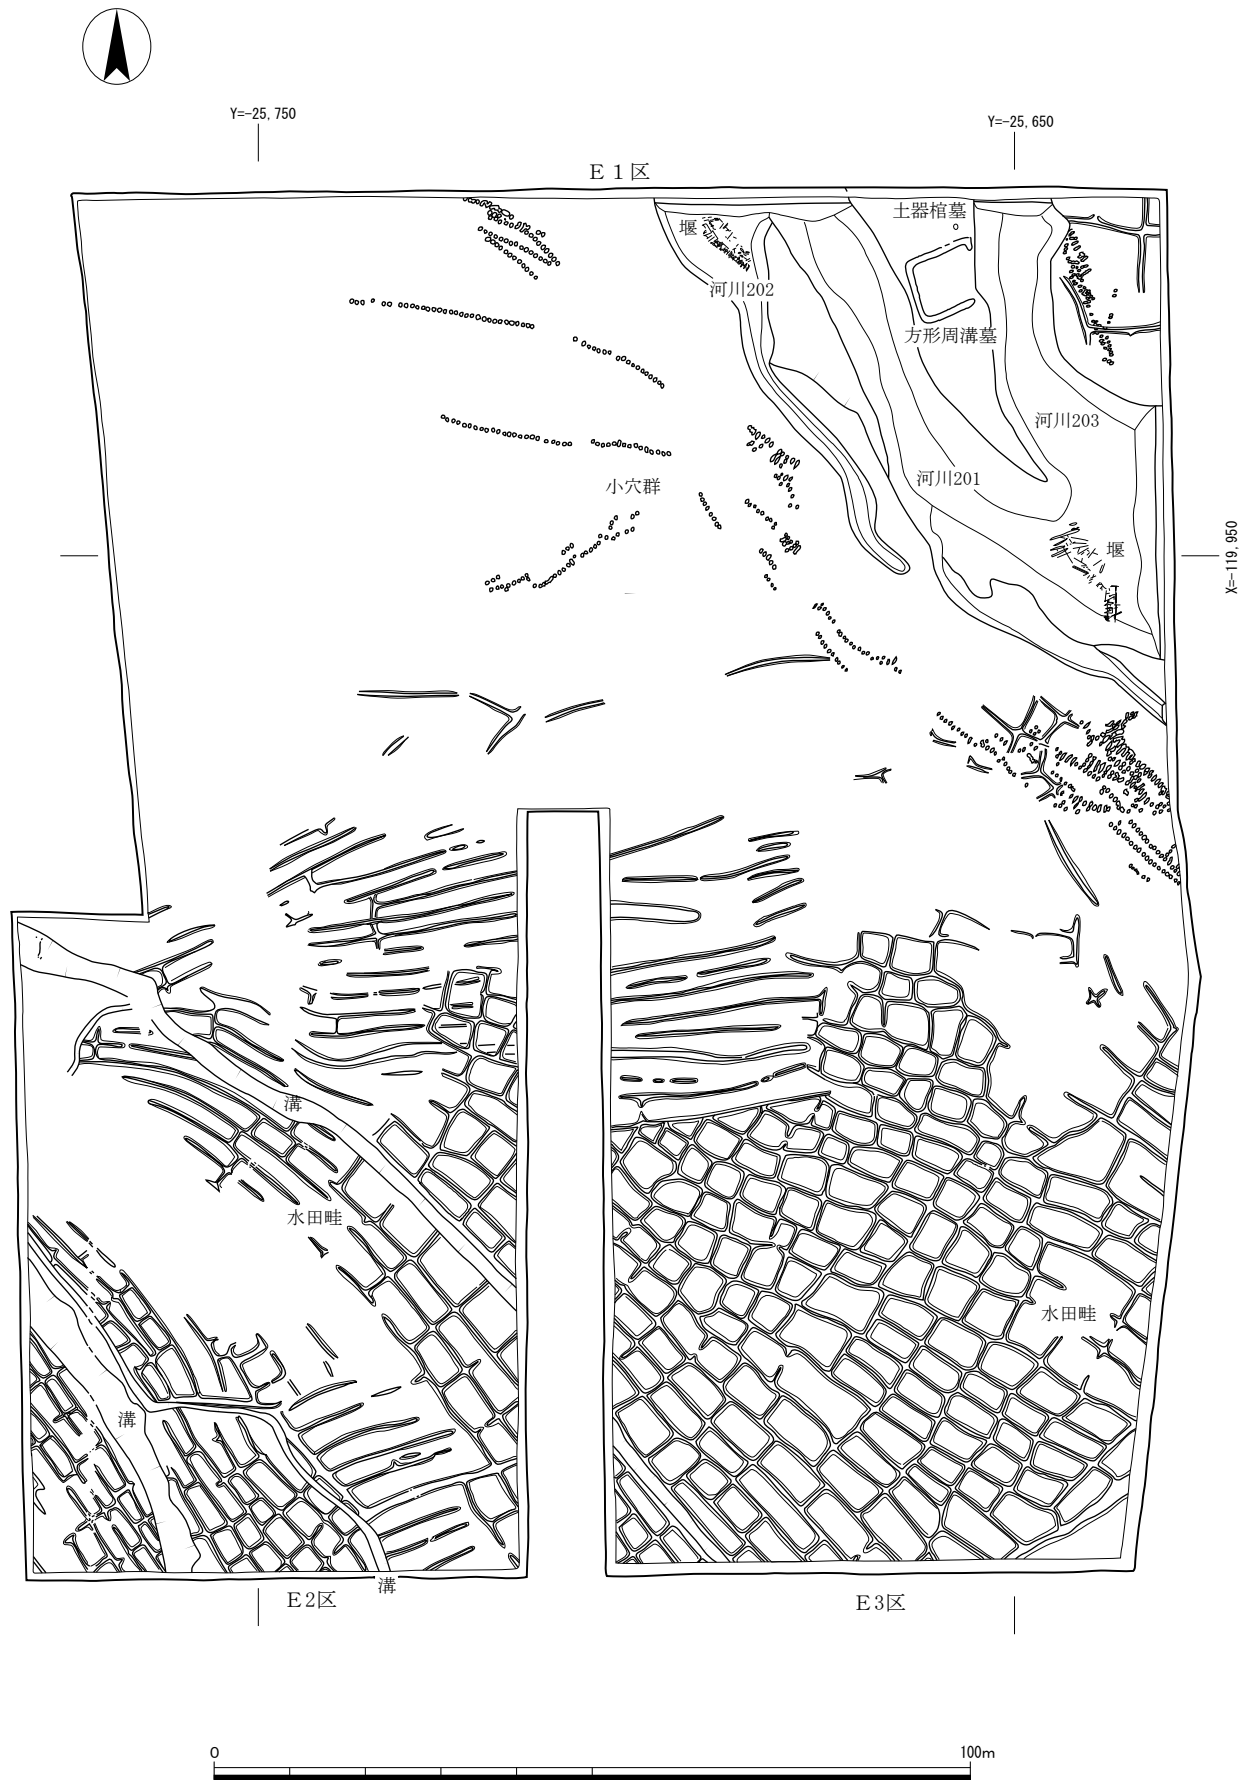 Y=-25,750
Y=-25,650
E1区
土器棺墓
堰
河川202
方形周溝墓
河川203
河川201
小穴群
堰
X=-119,950
溝
水田畦
水田畦
溝
溝
E2区
E3区
0
100m